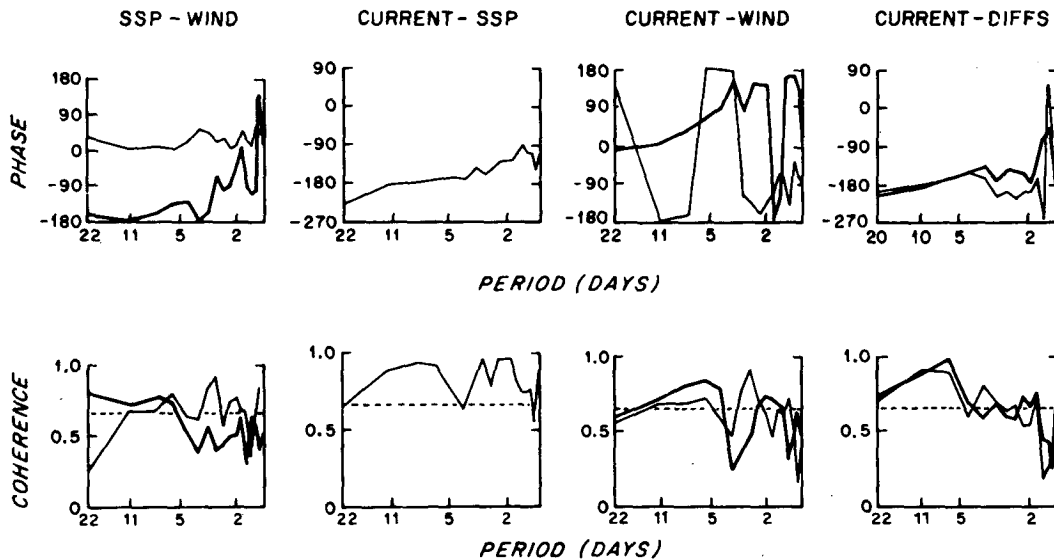 SSP - WIND
CURRENT - SSP
CURRENT - WIND
CURRENT - DIFFS
PHASE
180
90
0
-90
-180
22 11 5 2
90
0
-90
-180
-270
22 11 5 2
180
90
0
-90
-180
22 11 5 2
90
0
-90
-180
-270
20 10 5 2
PERIOD (DAYS)
COHERENCE
1.0
0.5
0
22 11 5 2
1.0
0.5
0
22 11 5 2
1.0
0.5
0
22 11 5 2
1.0
0.5
0
22 11 5 2
PERIOD (DAYS)